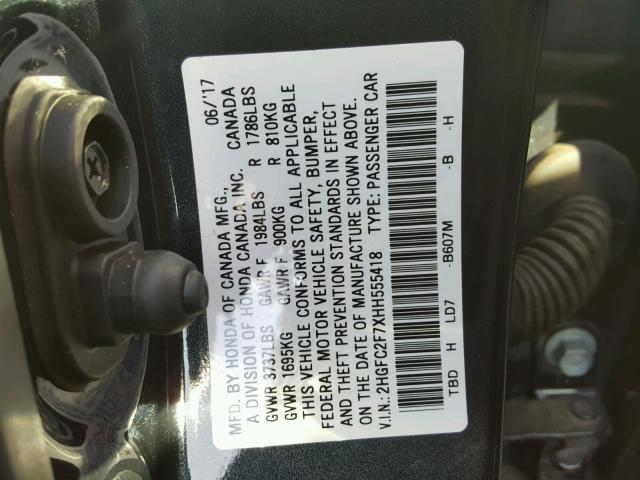 MFD. BY HONDA OF CANADA MFG., 06/'17
A DIVISION OF HONDA CANADA INC. CANADA
GVWR 3737LBS GAWR F 1984LBS R 1786LBS
GVWR 1695KG GAWR F 900KG R 810KG
THIS VEHICLE CONFORMS TO ALL APPLICABLE
FEDERAL MOTOR VEHICLE SAFETY, BUMPER,
AND THEFT PREVENTION STANDARDS IN EFFECT
ON THE DATE OF MANUFACTURE SHOWN ABOVE.
V.I.N.:2HGFC2F7XHH555418 TYPE:PASSENGER CAR
TBD H LD7 -B607M -B -H